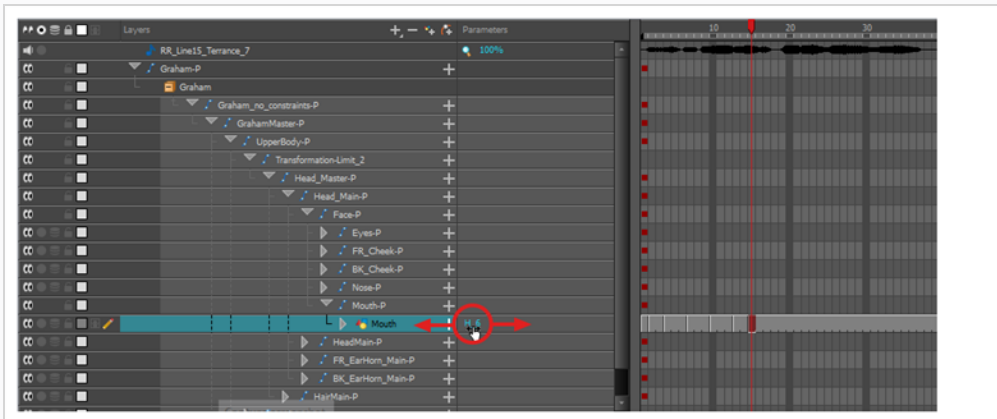 Layers Parameters 10 20 30
RR_Line15_Terrance_7 100%
Graham-P
Graham
Graham_no_constraints-P
GrahamMaster-P
UpperBody-P
Transformation-Limit_2
Head_Master-P
Head_Main-P
Face-P
Eyes-P
FR_Cheek-P
BK_Cheek-P
Nose-P
Mouth-P
Mouth H_6
HeadMain-P
FR_EarHorn_Main-P
BK_EarHorn_Main-P
HairMain-P